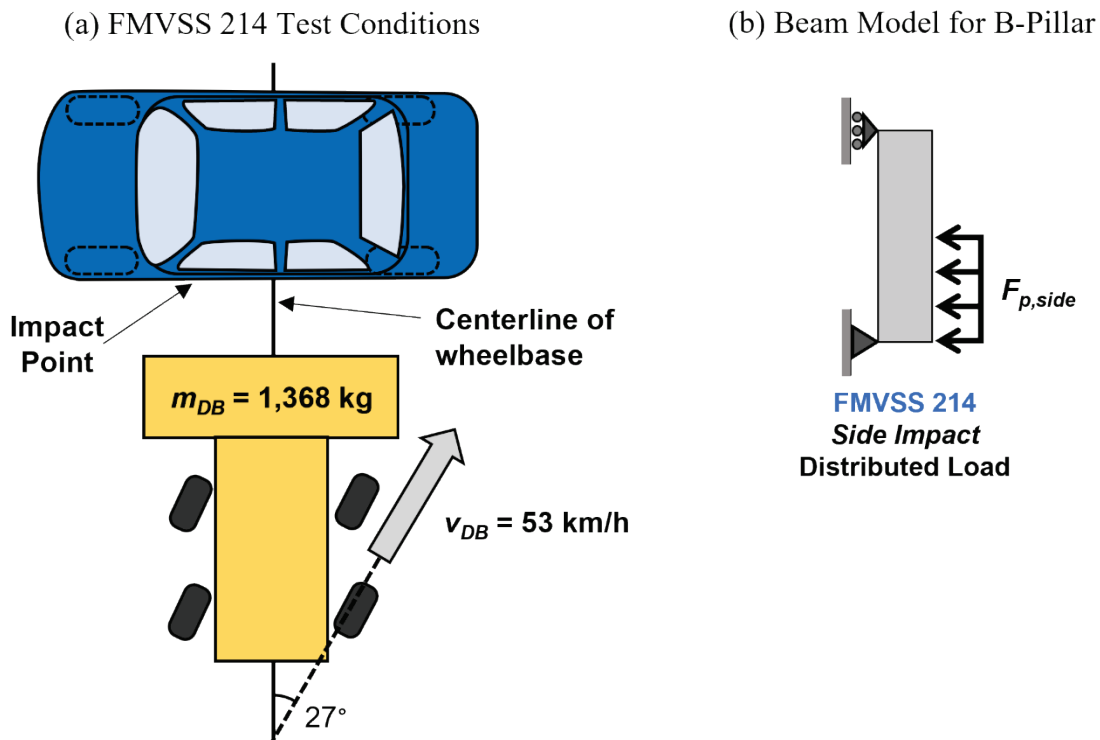 (a) FMVSS 214 Test Conditions
(b) Beam Model for B-Pillar
Impact
Point
Centerline of
wheelbase
m_DB = 1,368 kg
v_DB = 53 km/h
27°
F_p,side
FMVSS 214
Side Impact
Distributed Load